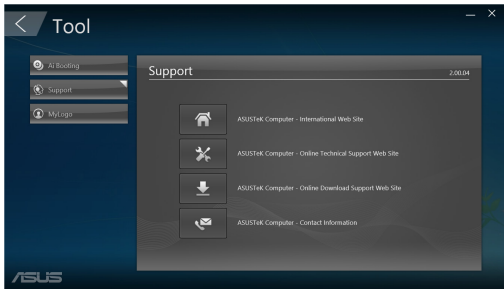 Tool
Ai Booting
Support
MyLogo
Support
2.00.04
ASUSTeK Computer - International Web Site
ASUSTeK Computer - Online Technical Support Web Site
ASUSTeK Computer - Online Download Support Web Site
ASUSTeK Computer - Contact Information
ASUS